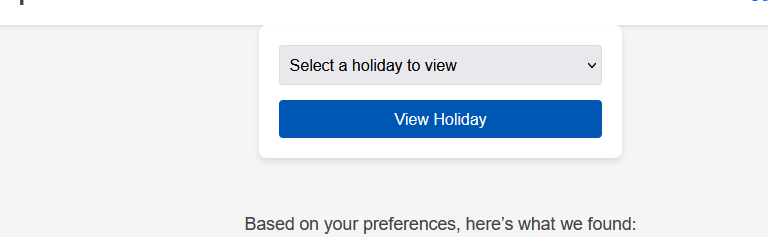 Select a holiday to view
View Holiday
Based on your preferences, here’s what we found: